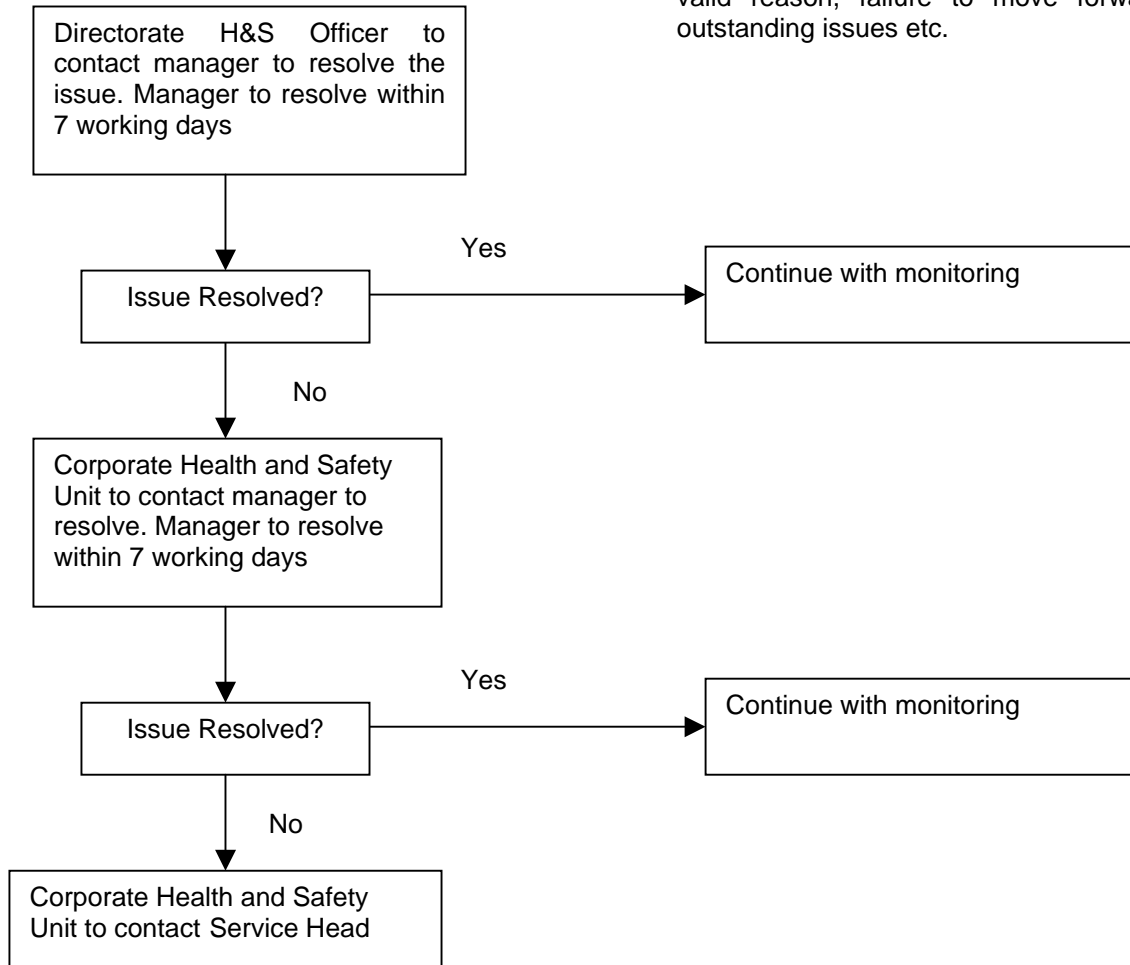 valid reason, failure to move
outstanding issues etc.
Directorate H&S Officer to
contact manager to resolve the
issue. Manager to resolve within
7 working days
Yes
Issue Resolved?
Continue with monitoring
No
Corporate Health and Safety
Unit to contact manager to
resolve. Manager to resolve
within 7 working days
Yes
Issue Resolved?
Continue with monitoring
No
Corporate Health and Safety
Unit to contact Service Head